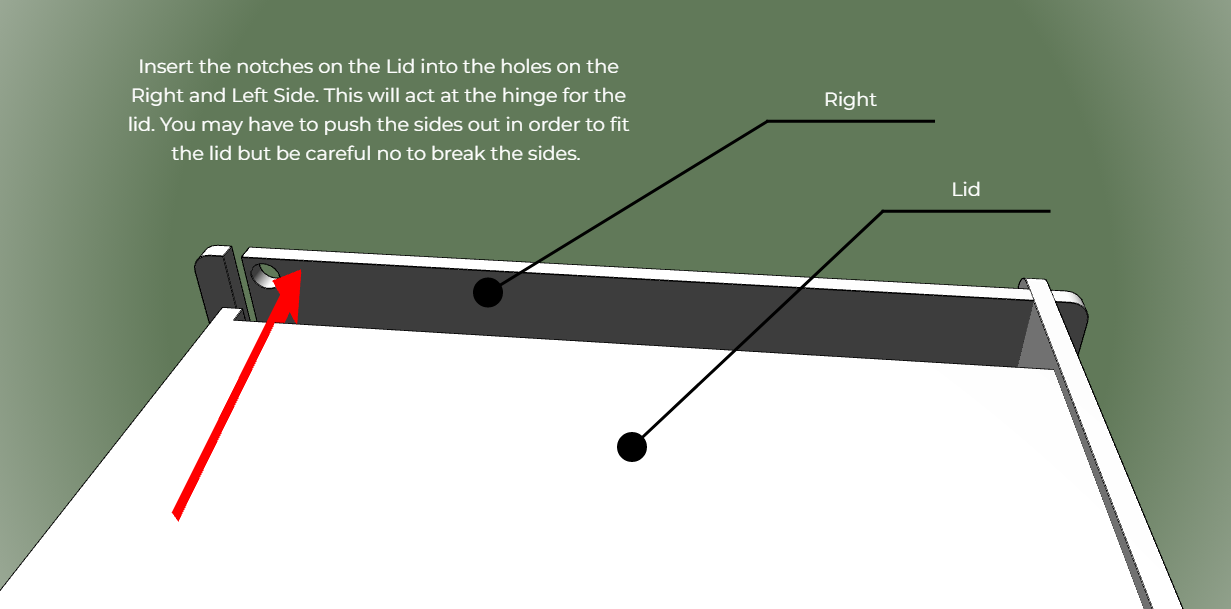 Insert the notches on the Lid into the holes on the
Right and Left Side. This will act at the hinge for the
lid. You may have to push the sides out in order to fit
the lid but be careful no to break the sides.
Right
Lid